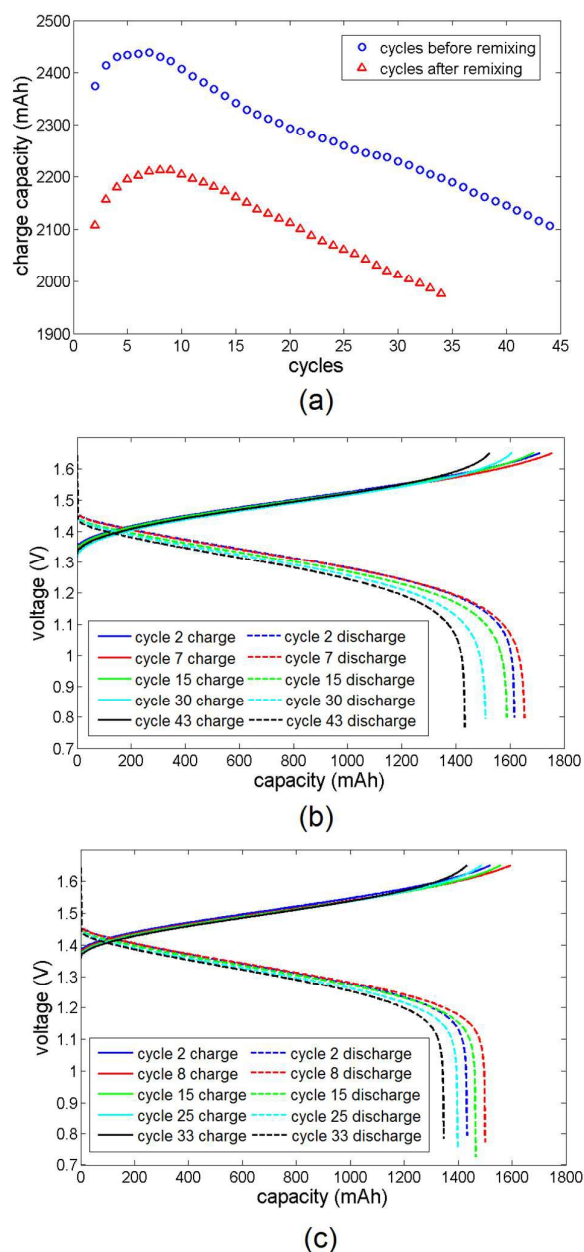 2500
2400
2300
2200
2100
2000
1900
charge capacity (mAh)
cycles before remixing
cycles after remixing
0 5 10 15 20 25 30 35 40 45
cycles
(a)
1.6
1.5
1.4
1.3
1.2
1.1
1
0.9
0.8
0.7
voltage (V)
cycle 2 charge cycle 2 discharge
cycle 7 charge cycle 7 discharge
cycle 15 charge cycle 15 discharge
cycle 30 charge cycle 30 discharge
cycle 43 charge cycle 43 discharge
0 200 400 600 800 1000 1200 1400 1600 1800
capacity (mAh)
(b)
1.6
1.5
1.4
1.3
1.2
1.1
1
0.9
0.8
0.7
voltage (V)
cycle 2 charge cycle 2 discharge
cycle 8 charge cycle 8 discharge
cycle 15 charge cycle 15 discharge
cycle 25 charge cycle 25 discharge
cycle 33 charge cycle 33 discharge
0 200 400 600 800 1000 1200 1400 1600 1800
capacity (mAh)
(c)